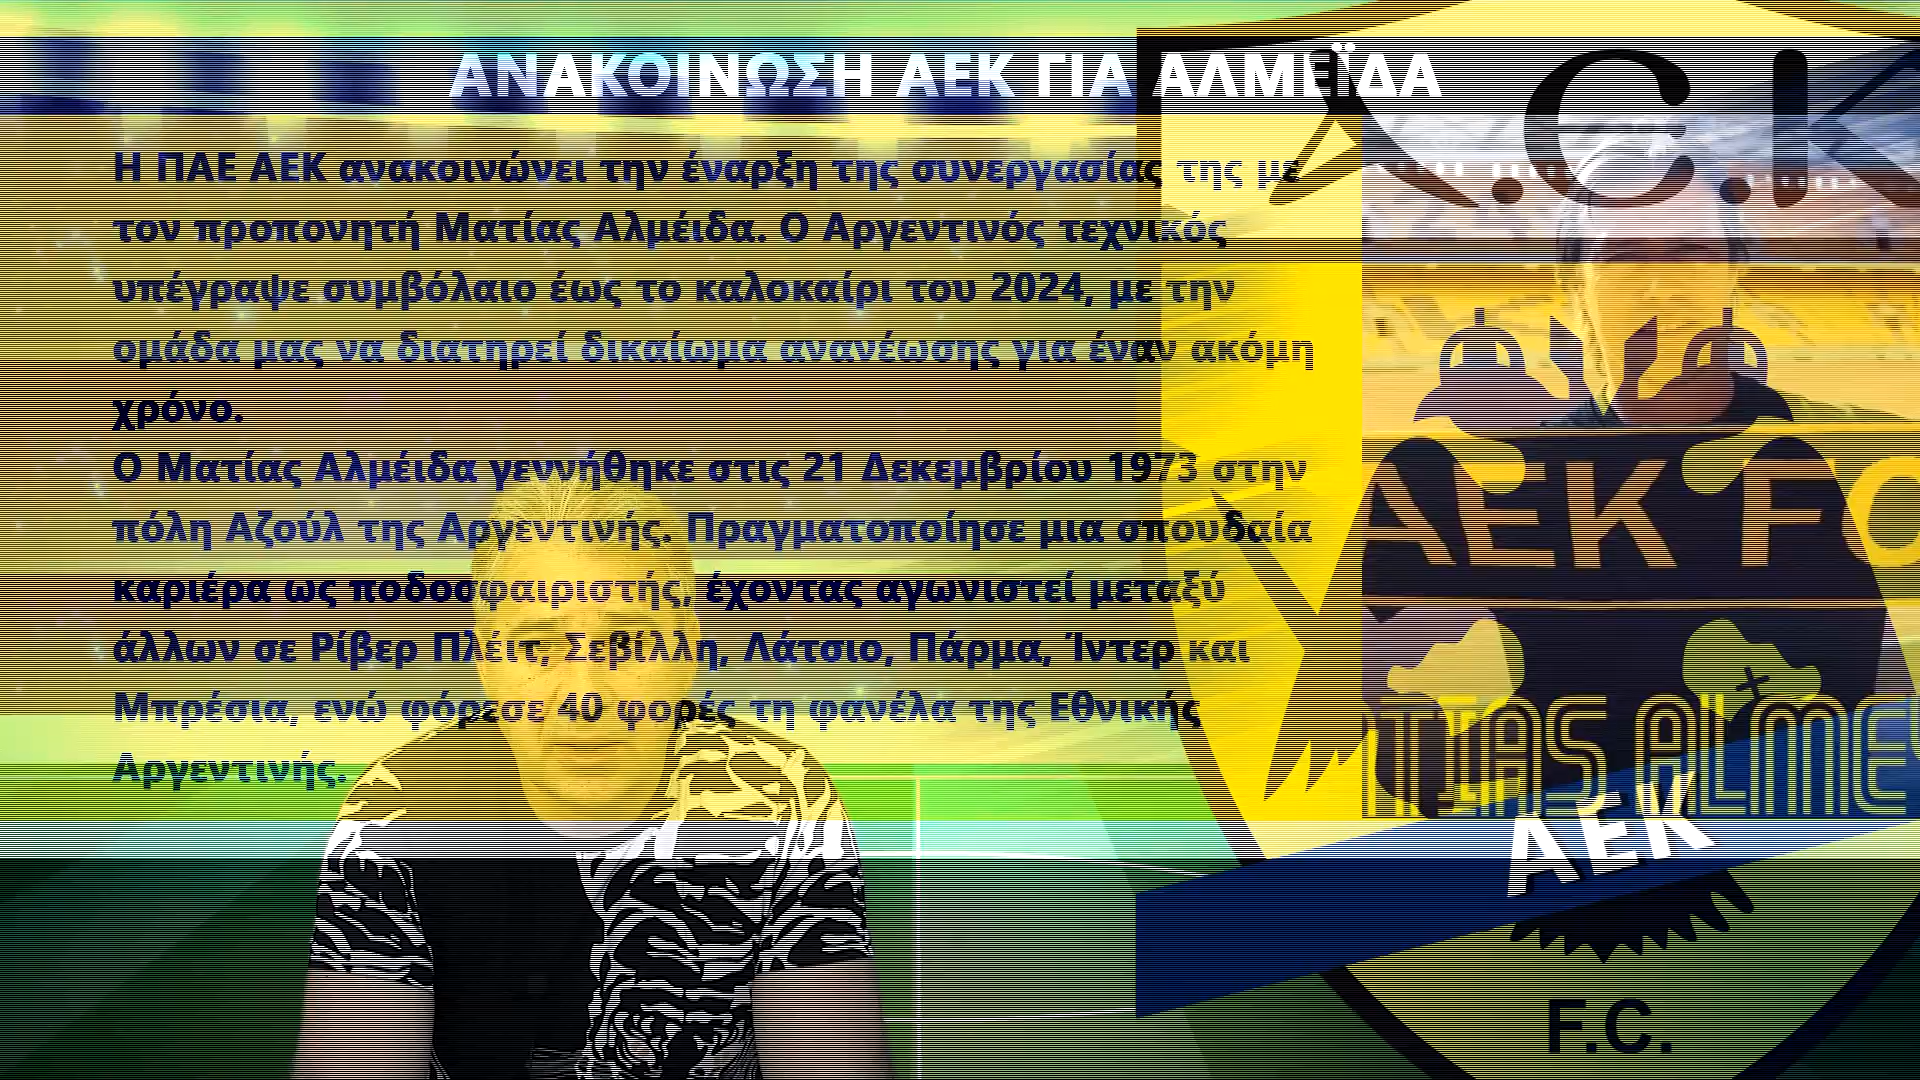 ΑΝΑΚΟΙΝΩΣΗ ΑΕΚ ΓΙΑ ΑΛΜΕΪΔΑ
Η ΠΑΕ ΑΕΚ ανακοινώνει την έναρξη της συνεργασίας της με
τον προπονητή Ματίας Αλμέιδα. Ο Αργεντινός τεχνικός
υπέγραψε συμβόλαιο έως το καλοκαίρι του 2024, με την
ομάδα μας να διατηρεί δικαίωμα ανανέωσης για έναν ακόμη
χρόνο.
Ο Ματίας Αλμέιδα γεννήθηκε στις 21 Δεκεμβρίου 1973 στην
πόλη Αζούλ της Αργεντινής. Πραγματοποίησε μια σπουδαία
καριέρα ως ποδοσφαιριστής, έχοντας αγωνιστεί μεταξύ
άλλων σε Ρίβερ Πλέιτ, Σεβίλλη, Λάτσιο, Πάρμα, Ίντερ και
Μπρέσια, ενώ φόρεσε 40 φορές τη φανέλα της Εθνικής
Αργεντινής.
A.E.K
AEK FC
TIAS ALME
ΑΕΚ
F.C.